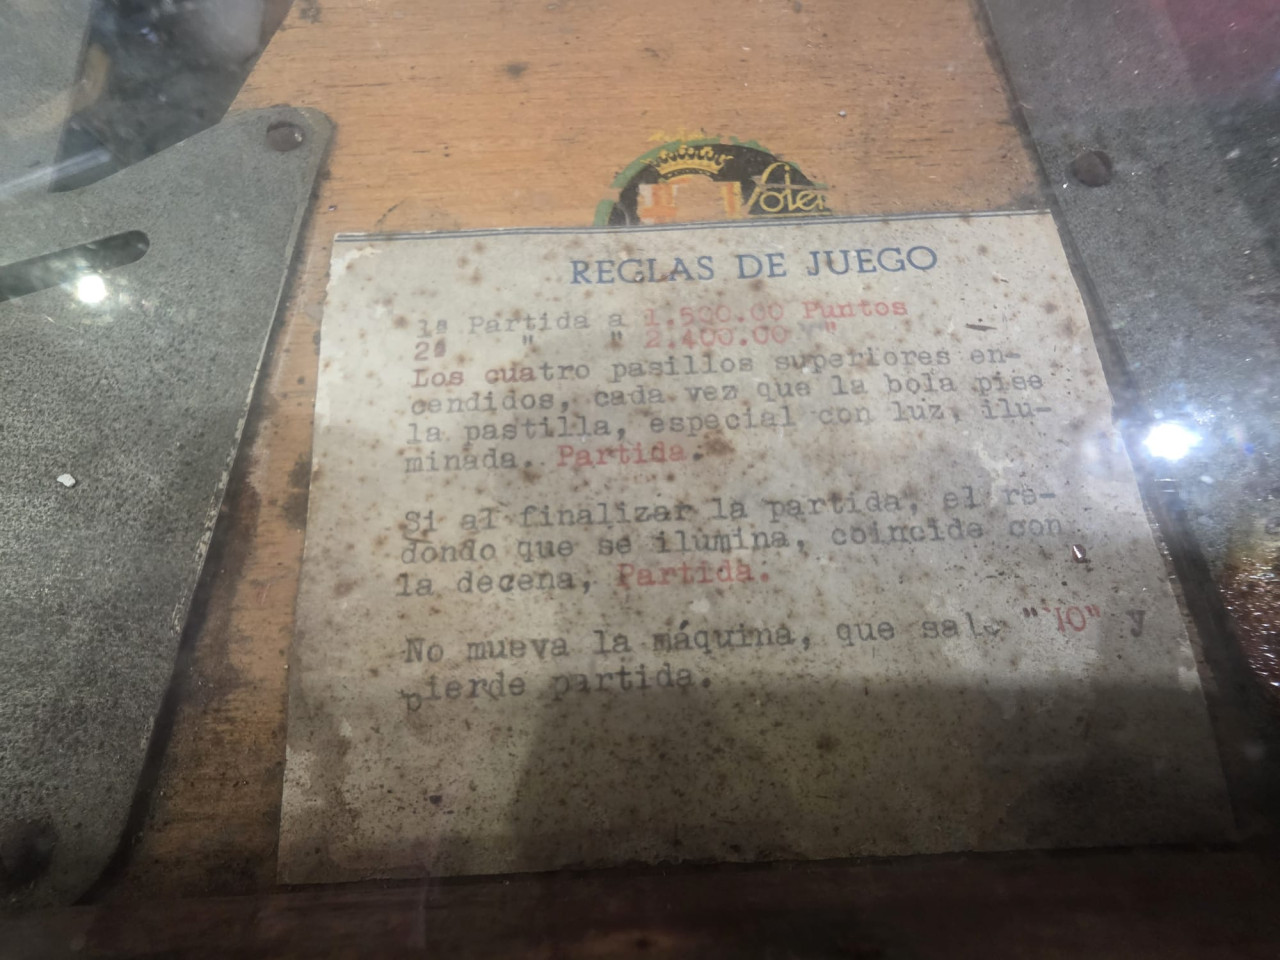 REGLAS DE JUEGO
1ª Partida a 1.500.00 Puntos
2ª " " 2.400.00 "
Los cuatro pasillos superiores en-
cendidos, cada vez que la bola pise
la pastilla, especial con luz, ilu-
minada. Partida.
Si al finalizar la partida, el re-
dondo que se ilumina, coincide con
la decena, Partida.
No mueva la máquina, que sale "IO" y
pierde partida.